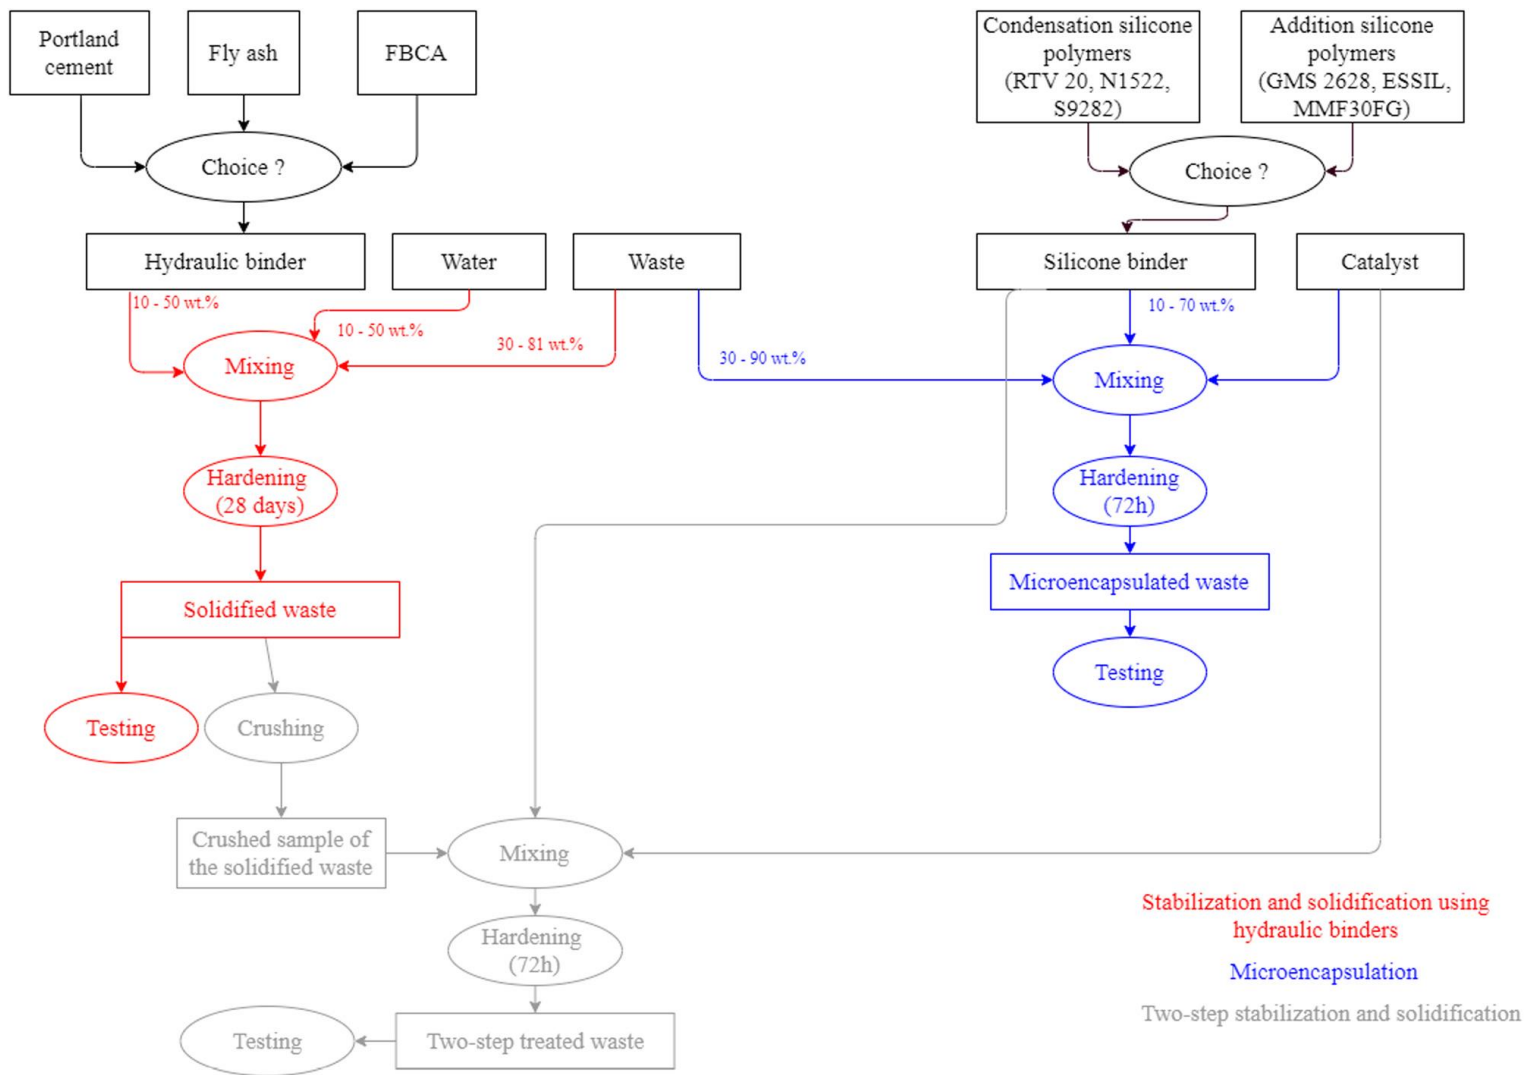 Portland
cement
Fly ash
FBCA
Condensation silicone
polymers
(RTV 20, N1522,
S9282)
Addition silicone
polymers
(GMS 2628, ESSIL,
MMF30FG)
Choice ?
Choice ?
Hydraulic binder
Water
Waste
Silicone binder
Catalyst
10 - 50 wt.%
10 - 50 wt.%
30 - 81 wt.%
30 - 90 wt.%
10 - 70 wt.%
Mixing
Mixing
Hardening
(28 days)
Hardening
(72h)
Solidified waste
Microencapsulated waste
Testing
Crushing
Testing
Crushed sample of
the solidified waste
Mixing
Hardening
(72h)
Testing
Two-step treated waste
Stabilization and solidification using
hydraulic binders
Microencapsulation
Two-step stabilization and solidification